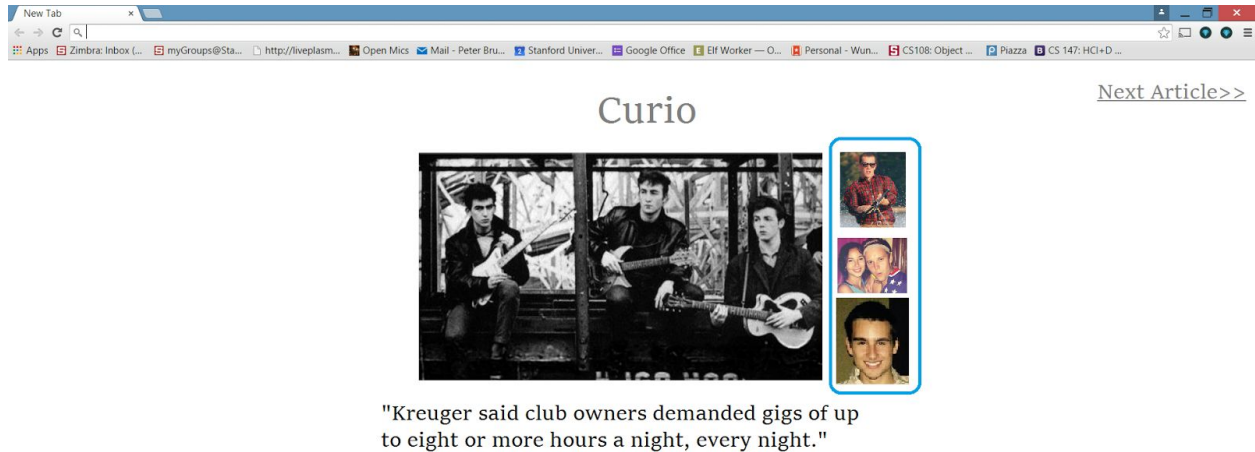 New Tab
Apps Zimbra: Inbox (... myGroups@Sta... http://liveplasm... Open Mics Mail - Peter Bru... Stanford Univer... Google Office Elf Worker — O... Personal - Wun... CS108: Object ... Piazza CS 147: HCI+D ...
Next Article>>
Curio
"Kreuger said club owners demanded gigs of up
to eight or more hours a night, every night."